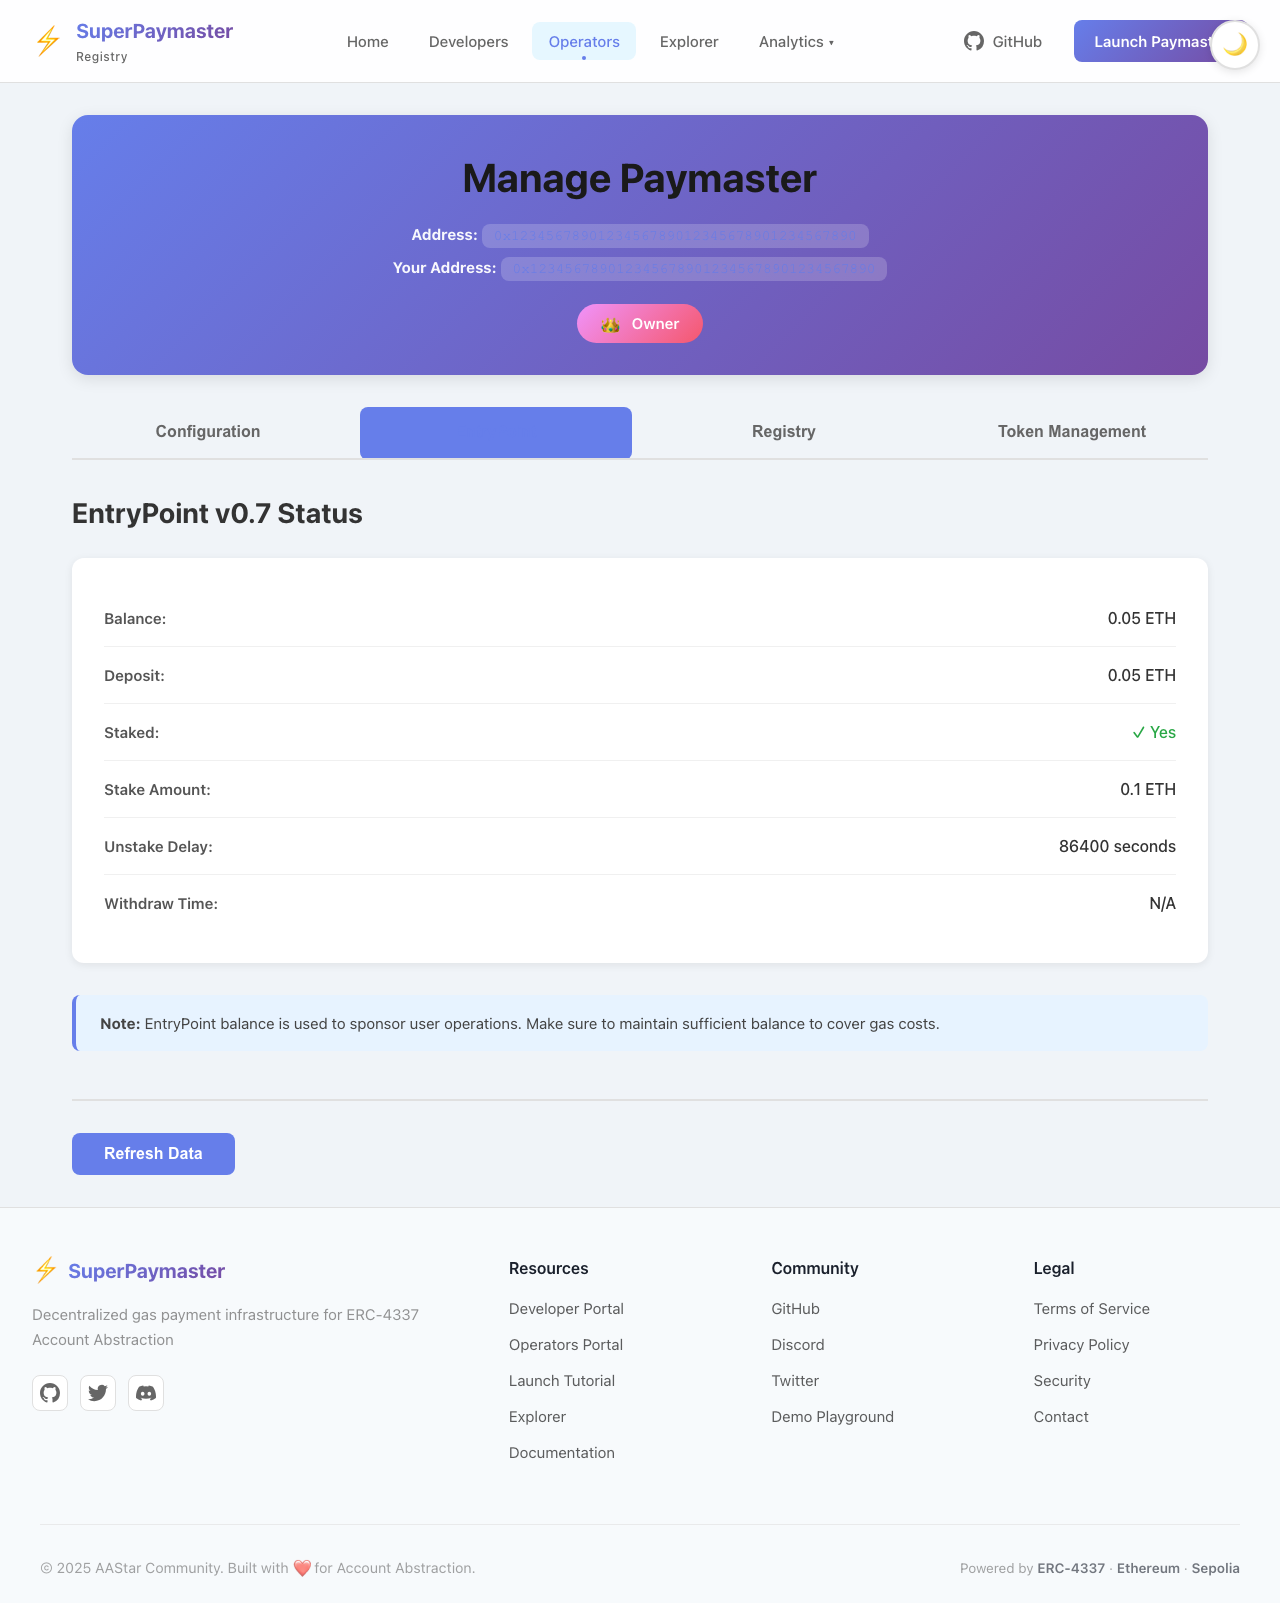 SuperPaymaster
Registry
Home
Developers
Operators
Explorer
Analytics ▾
GitHub
Launch Paymast
Manage Paymaster
Address: 0x1234567890123456789012345678901234567890
Your Address: 0x1234567890123456789012345678901234567890
Owner
Configuration
Registry
Token Management
EntryPoint v0.7 Status
Balance: 0.05 ETH
Deposit: 0.05 ETH
Staked: ✓ Yes
Stake Amount: 0.1 ETH
Unstake Delay: 86400 seconds
Withdraw Time: N/A
Note: EntryPoint balance is used to sponsor user operations. Make sure to maintain sufficient balance to cover gas costs.
Refresh Data
SuperPaymaster
Decentralized gas payment infrastructure for ERC-4337
Account Abstraction
Resources
Developer Portal
Operators Portal
Launch Tutorial
Explorer
Documentation
Community
GitHub
Discord
Twitter
Demo Playground
Legal
Terms of Service
Privacy Policy
Security
Contact
© 2025 AAStar Community. Built with ❤️ for Account Abstraction.
Powered by ERC-4337 · Ethereum · Sepolia